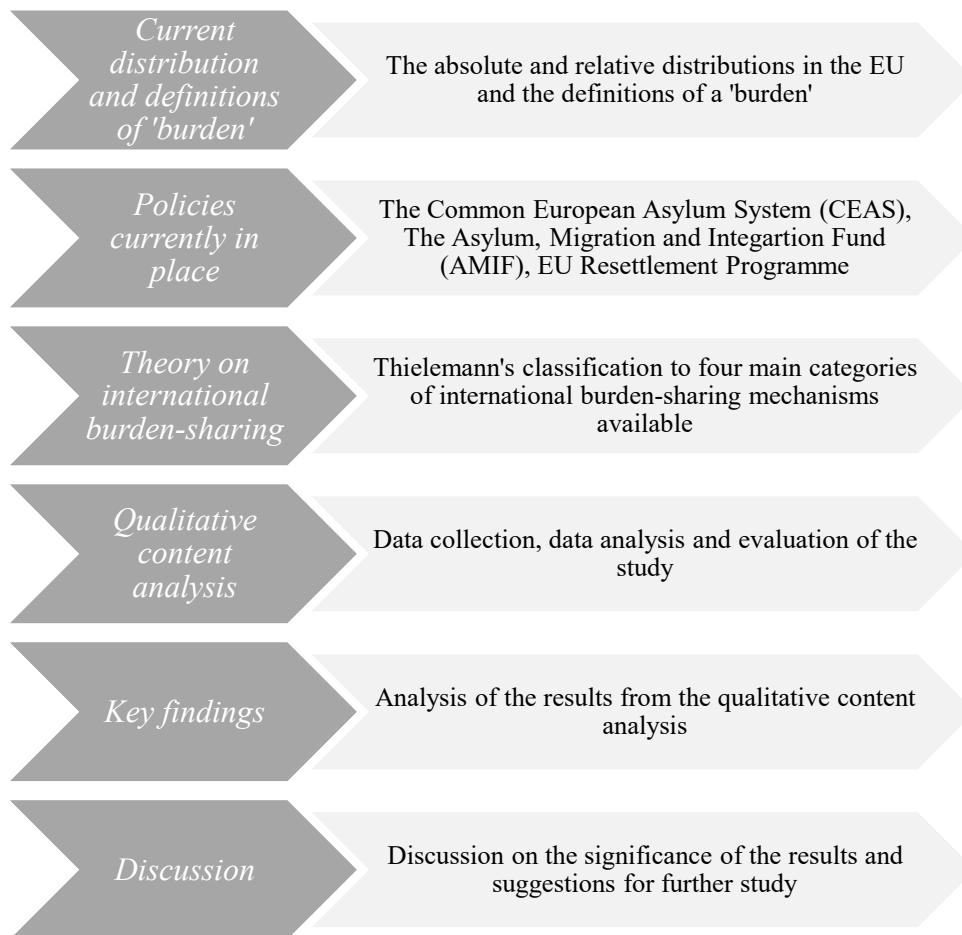 Current
distribution
and definitions
of 'burden'
The absolute and relative distributions in the EU
and the definitions of a 'burden'
Policies
currently in
place
The Common European Asylum System (CEAS),
The Asylum, Migration and Integartion Fund
(AMIF), EU Resettlement Programme
Theory on
international
burden-sharing
Thielemann's classification to four main categories
of international burden-sharing mechanisms
available
Qualitative
content
analysis
Data collection, data analysis and evaluation of the
study
Key findings
Analysis of the results from the qualitative content
analysis
Discussion
Discussion on the significance of the results and
suggestions for further study